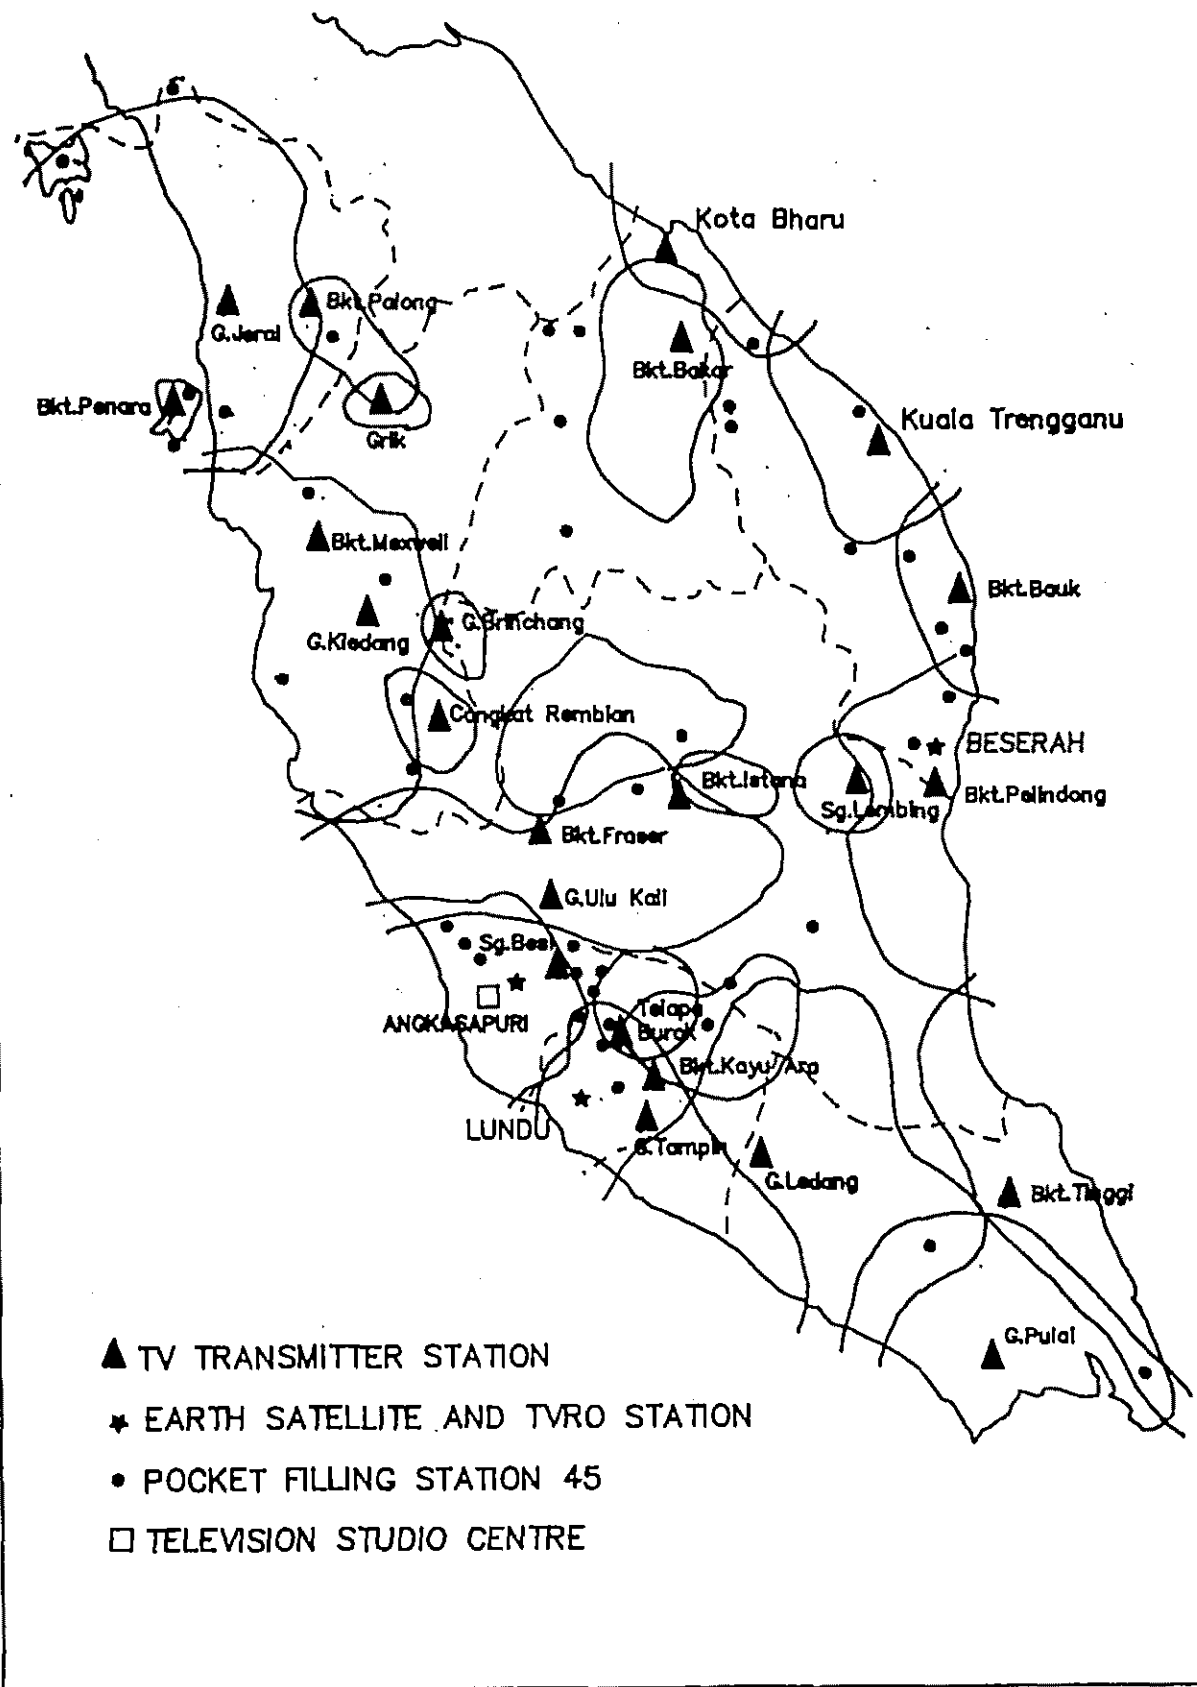 Kota Bharu
Bkt.Palong
G.Jerai
Bkt.Bakar
Bkt.Penara
Kuala Trengganu
Grik
Bkt.Maxwell
Bkt.Bauk
G.Brinchang
G.Kledang
Cangkat Rembian
BESERAH
Bkt.Istana
Bkt.Pelindong
Sg.Lembing
Bkt.Fraser
G.Ulu Kali
Sg.Besi
Telapa
Burok
ANGKASAPURI
Bkt.Kayu Ara
LUNDU
G.Tampin
G.Ledang
Bkt.Tinggi
G.Pulai
TV TRANSMITTER STATION
EARTH SATELLITE AND TVRO STATION
POCKET FILLING STATION 45
TELEVISION STUDIO CENTRE